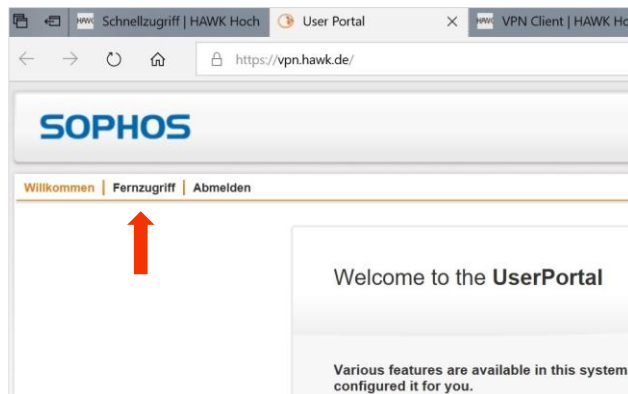 Schnellzugriff | HAWK Hoch
User Portal
VPN Client | HAWK Ho
https://vpn.hawk.de/
SOPHOS
Willkommen | Fernzugriff | Abmelden
Welcome to the UserPortal
Various features are available in this system
configured it for you.